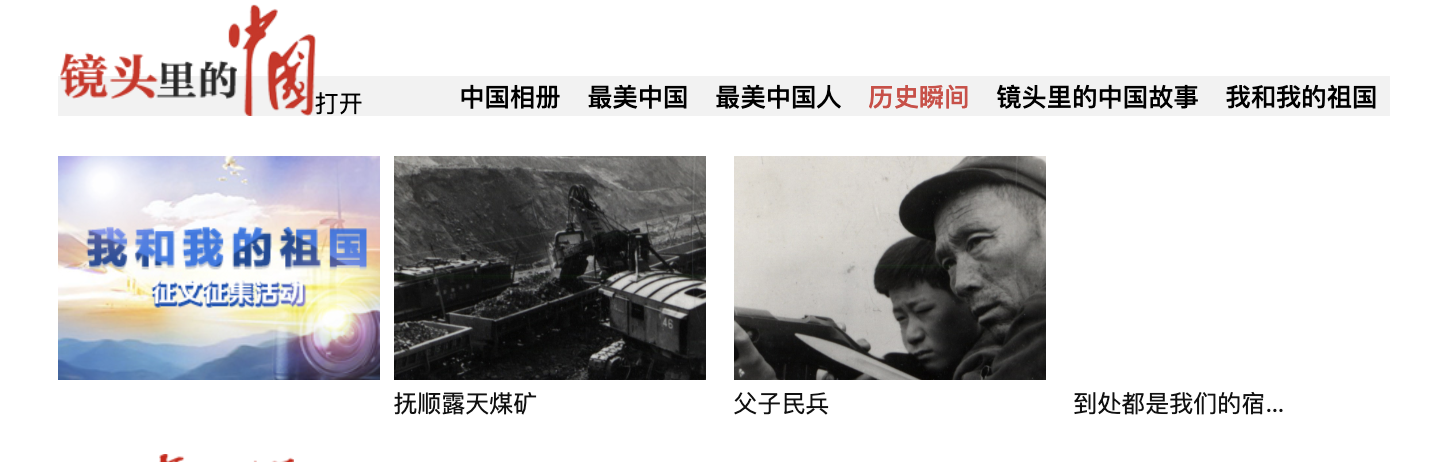 镜头里的中国
打开
中国相册 最美中国 最美中国人 历史瞬间 镜头里的中国故事 我和我的祖国
我和我的祖国
征文征集活动
46
抚顺露天煤矿
父子民兵
到处都是我们的宿...